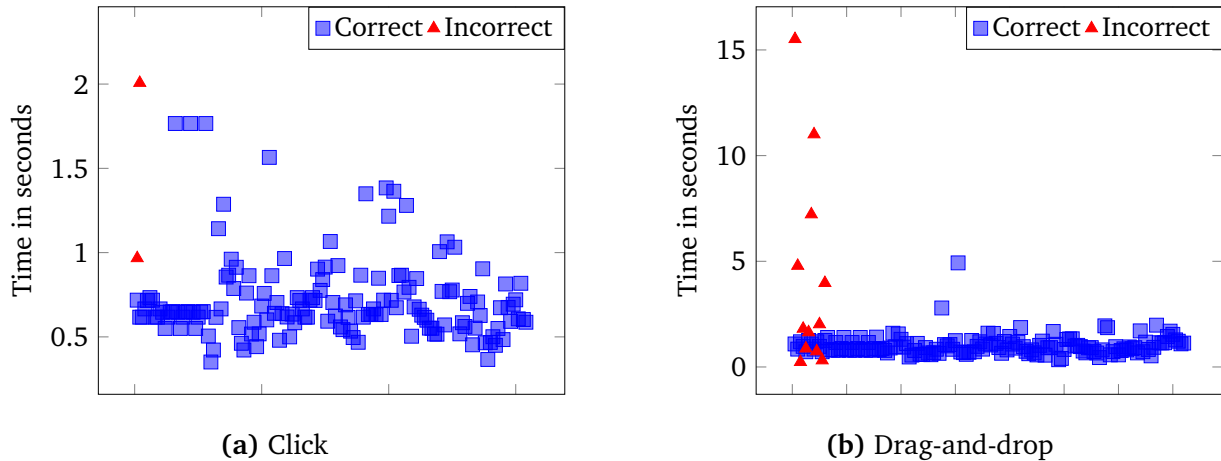 Correct Incorrect
2
1.5
1
0.5
Time in seconds
(a) Click
Correct Incorrect
15
10
5
0
Time in seconds
(b) Drag-and-drop